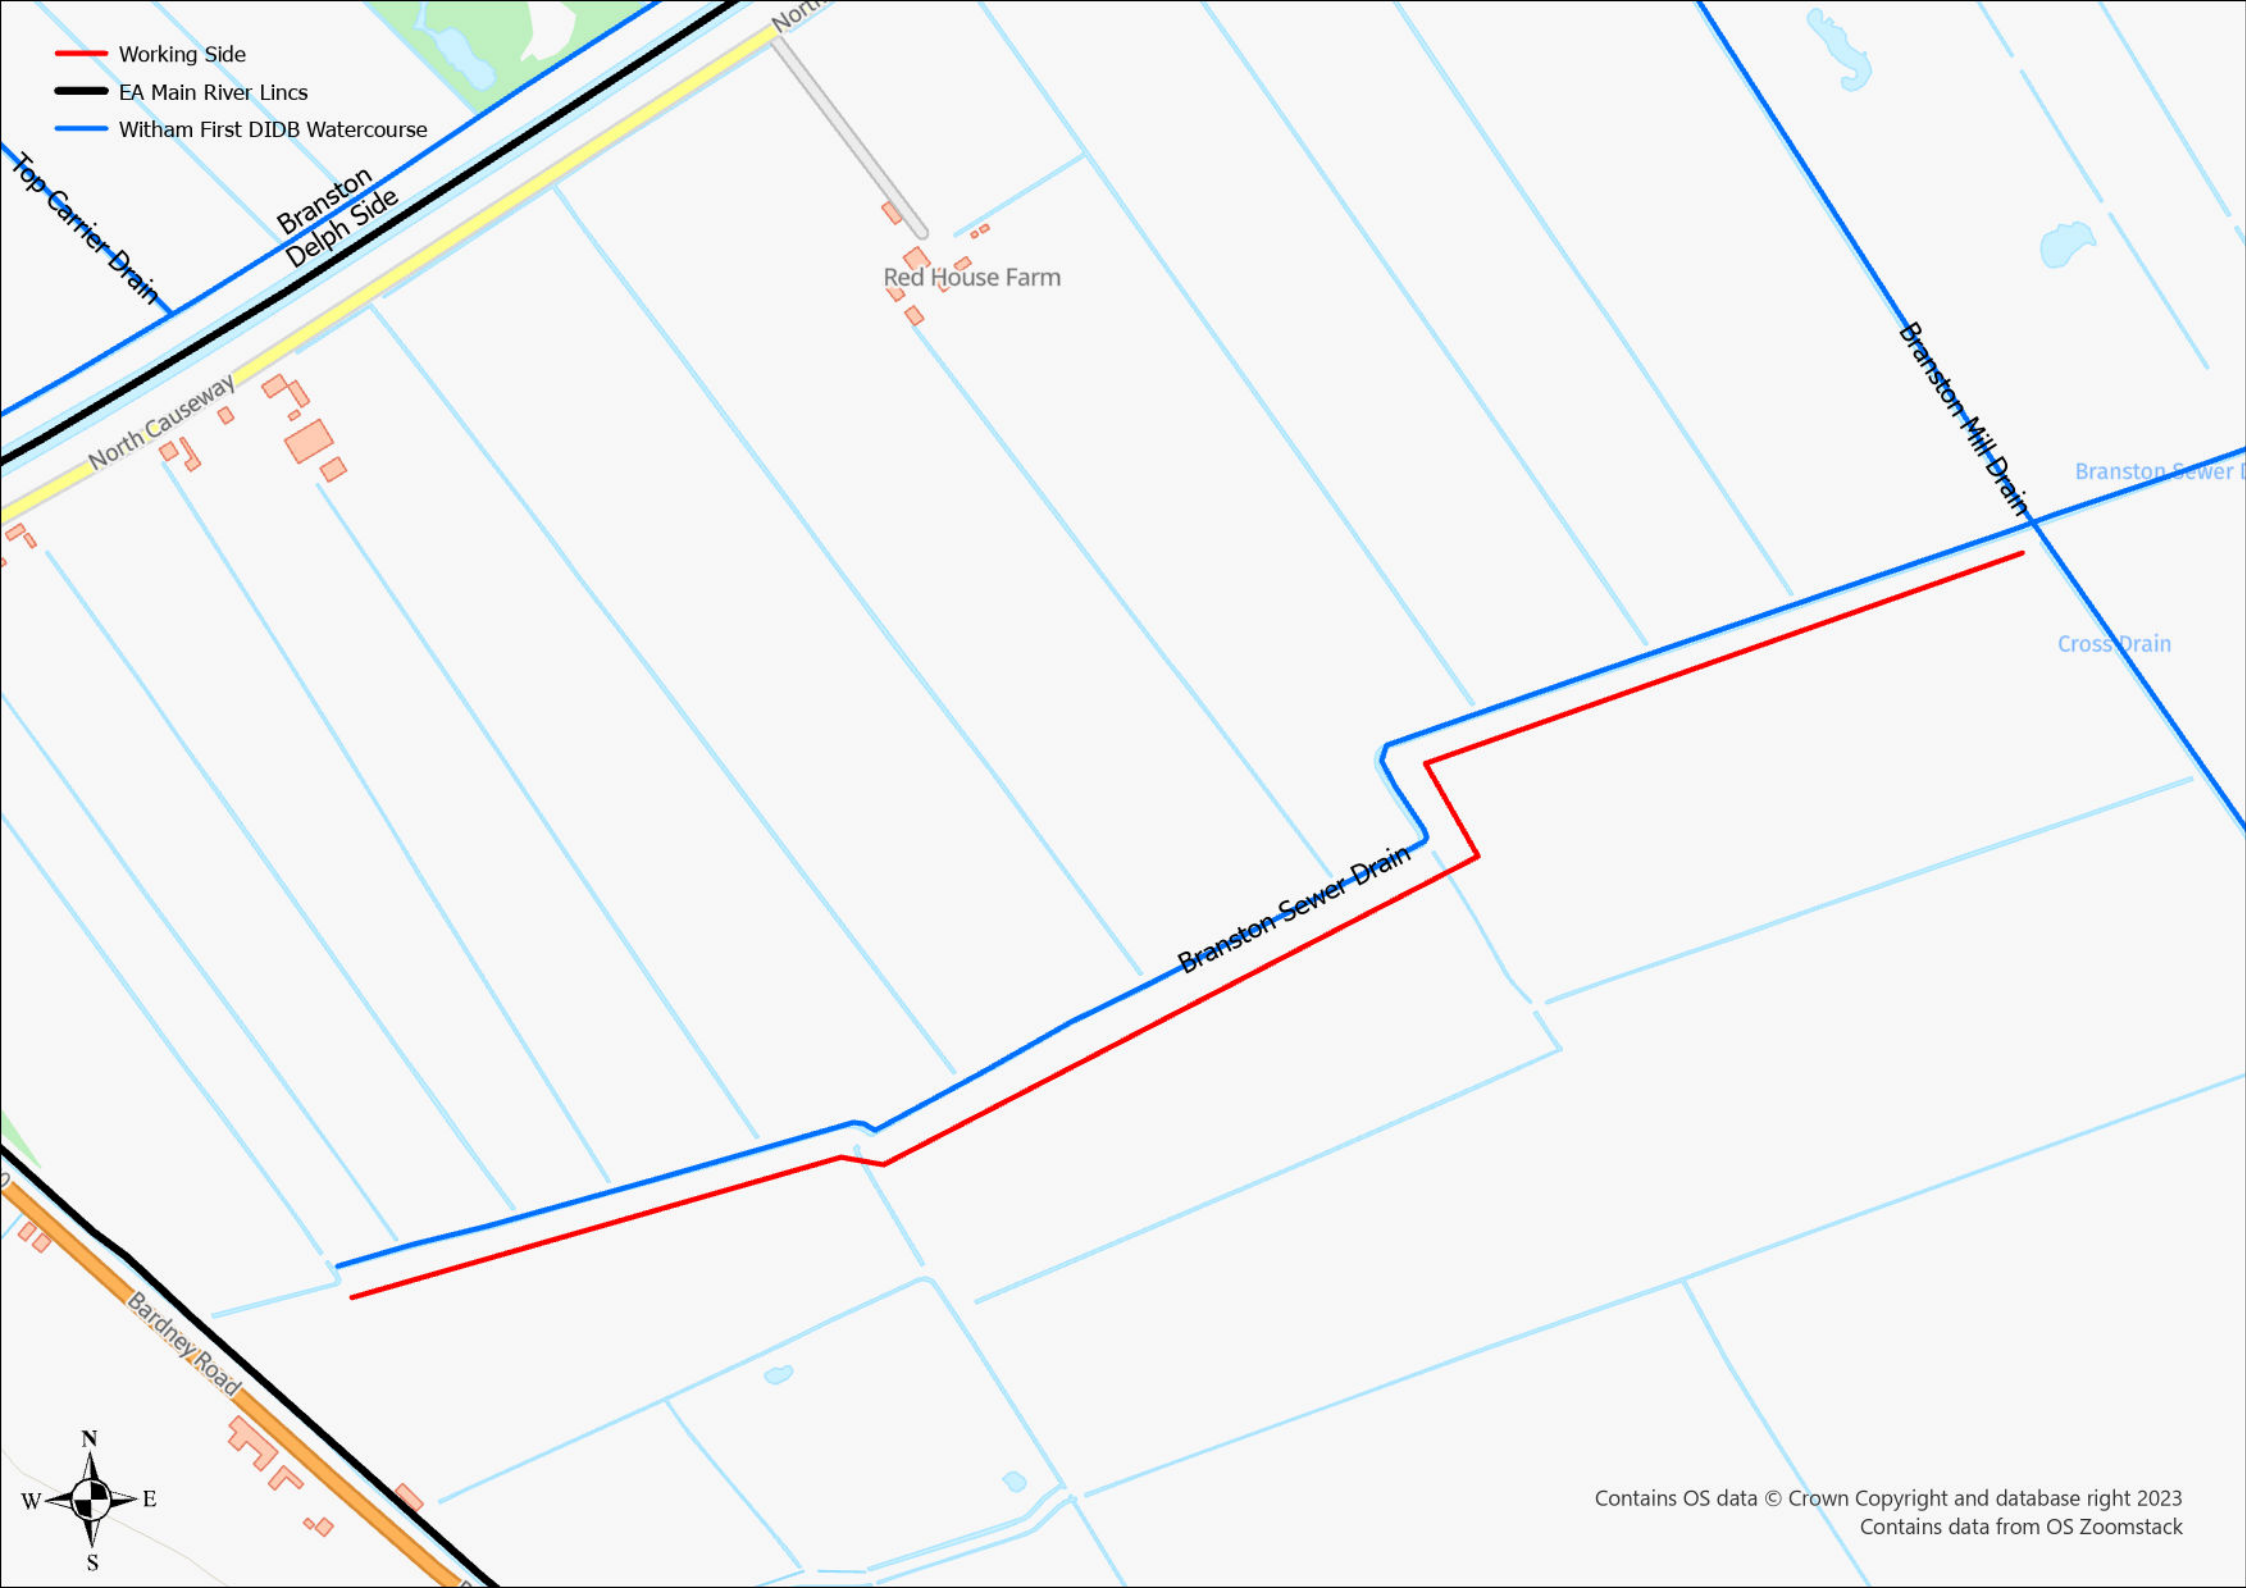 Working Side
EA Main River Lincs
Witham First DIDB Watercourse
North
Top Carrier Drain
Branston
Delph Side
Red House Farm
North Causeway
Branston Mill Drain
Branston Sewer
Cross Drain
Branston Sewer Drain
Bardney Road
N
W
E
S
Contains OS data © Crown Copyright and database right 2023
Contains data from OS Zoomstack